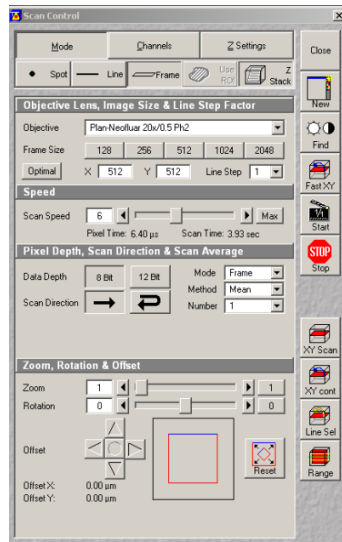 Scan Control
Mode
Channels
Z Settings
Close
Spot
Line
Frame
Use ROI
Z Stack
New
Objective Lens, Image Size & Line Step Factor
Objective
Plan-Neofluar 20x/0.5 Ph2
Find
Frame Size
128
256
512
1024
2048
Optimal
X
512
Y
512
Line Step
1
Fast XY
Speed
Scan Speed
6
Max
Start
Pixel Time: 6.40 µs
Scan Time: 3.93 sec
Pixel Depth, Scan Direction & Scan Average
STOP
Stop
Data Depth
8 Bit
12 Bit
Mode
Frame
Method
Mean
Scan Direction
Number
1
XY Scan
Zoom, Rotation & Offset
Zoom
1
1
XY cont
Rotation
0
0
Line Sel
Offset
Reset
Range
Offset X:
0.00 µm
Offset Y:
0.00 µm